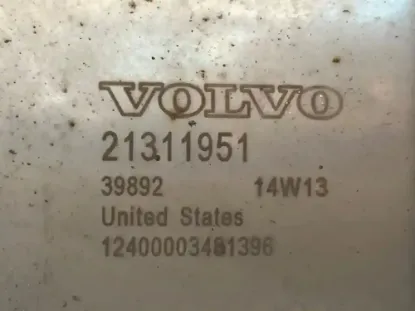 VOLVO
21311951
39892 14W13
United States
12400003481396